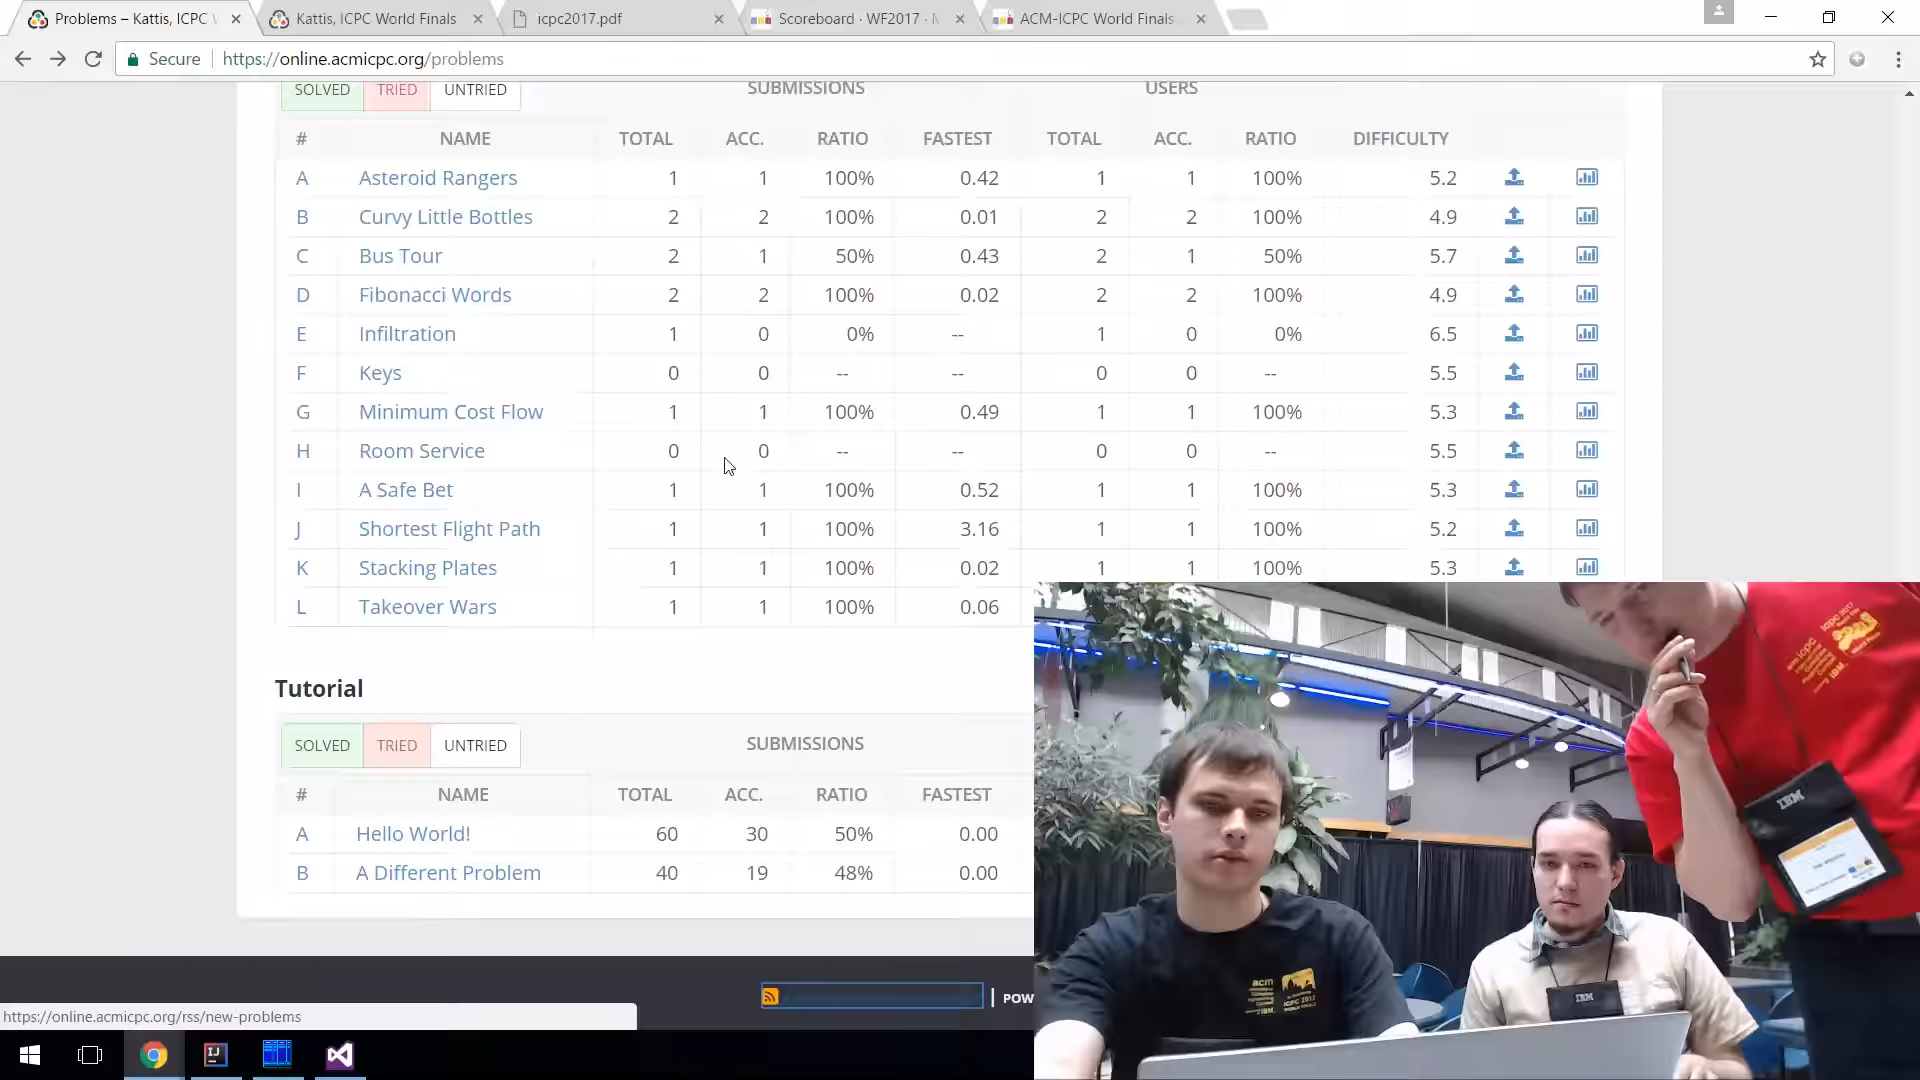 Problems – Kattis, ICPC W
Kattis, ICPC World Finals
icpc2017.pdf
Scoreboard · WF2017 · M
ACM-ICPC World Finals
Secure
https://online.acmicpc.org/problems
SOLVED TRIED UNTRIED SUBMISSIONS USERS
# NAME TOTAL ACC. RATIO FASTEST TOTAL ACC. RATIO DIFFICULTY
A Asteroid Rangers 1 1 100% 0.42 1 1 100% 5.2
B Curvy Little Bottles 2 2 100% 0.01 2 2 100% 4.9
C Bus Tour 2 1 50% 0.43 2 1 50% 5.7
D Fibonacci Words 2 2 100% 0.02 2 2 100% 4.9
E Infiltration 1 0 0% -- 1 0 0% 6.5
F Keys 0 0 -- -- 0 0 -- 5.5
G Minimum Cost Flow 1 1 100% 0.49 1 1 100% 5.3
H Room Service 0 0 -- -- 0 0 -- 5.5
I A Safe Bet 1 1 100% 0.52 1 1 100% 5.3
J Shortest Flight Path 1 1 100% 3.16 1 1 100% 5.2
K Stacking Plates 1 1 100% 0.02 1 1 100% 5.3
L Takeover Wars 1 1 100% 0.06
Tutorial
SOLVED TRIED UNTRIED SUBMISSIONS
# NAME TOTAL ACC. RATIO FASTEST
A Hello World! 60 30 50% 0.00
B A Different Problem 40 19 48% 0.00
| POW
https://online.acmicpc.org/rss/new-problems
IJ
icpc 2017
acm
ICPC 2017
IBM
IBM